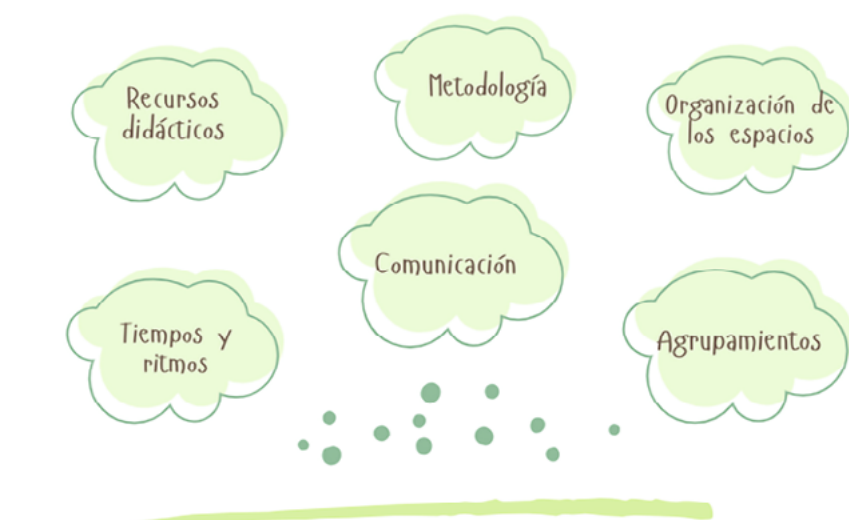 Recursos
didácticos
Metodología
Organización de
los espacios
Comunicación
Tiempos y
ritmos
Agrupamientos